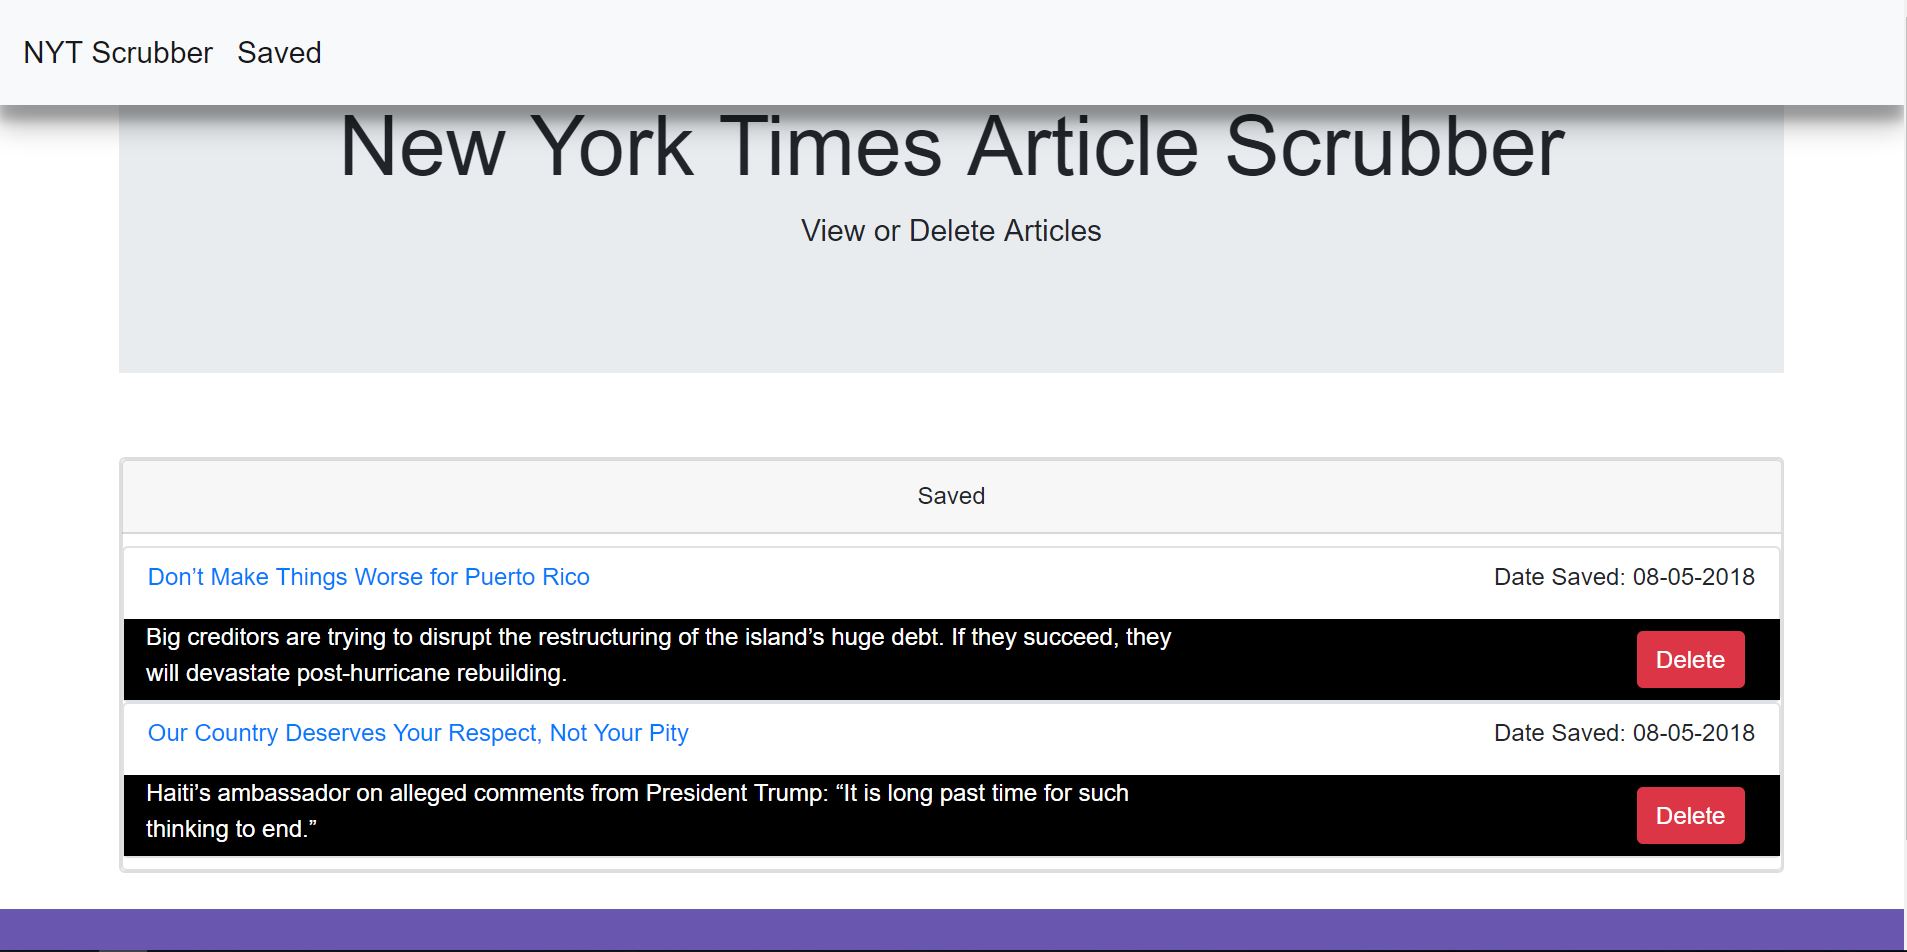 NYT Scrubber Saved
New York Times Article Scrubber
View or Delete Articles
Saved
Don’t Make Things Worse for Puerto Rico Date Saved: 08-05-2018
Big creditors are trying to disrupt the restructuring of the island’s huge debt. If they succeed, they
will devastate post-hurricane rebuilding.
Delete
Our Country Deserves Your Respect, Not Your Pity Date Saved: 08-05-2018
Haiti’s ambassador on alleged comments from President Trump: “It is long past time for such
thinking to end.”
Delete